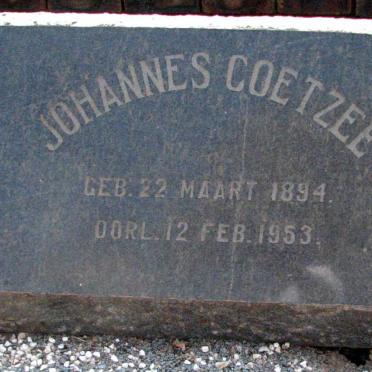 JOHANNES COETZEE
GEB. 22 MAART 1894.
OORL. 12 FEB. 1953.